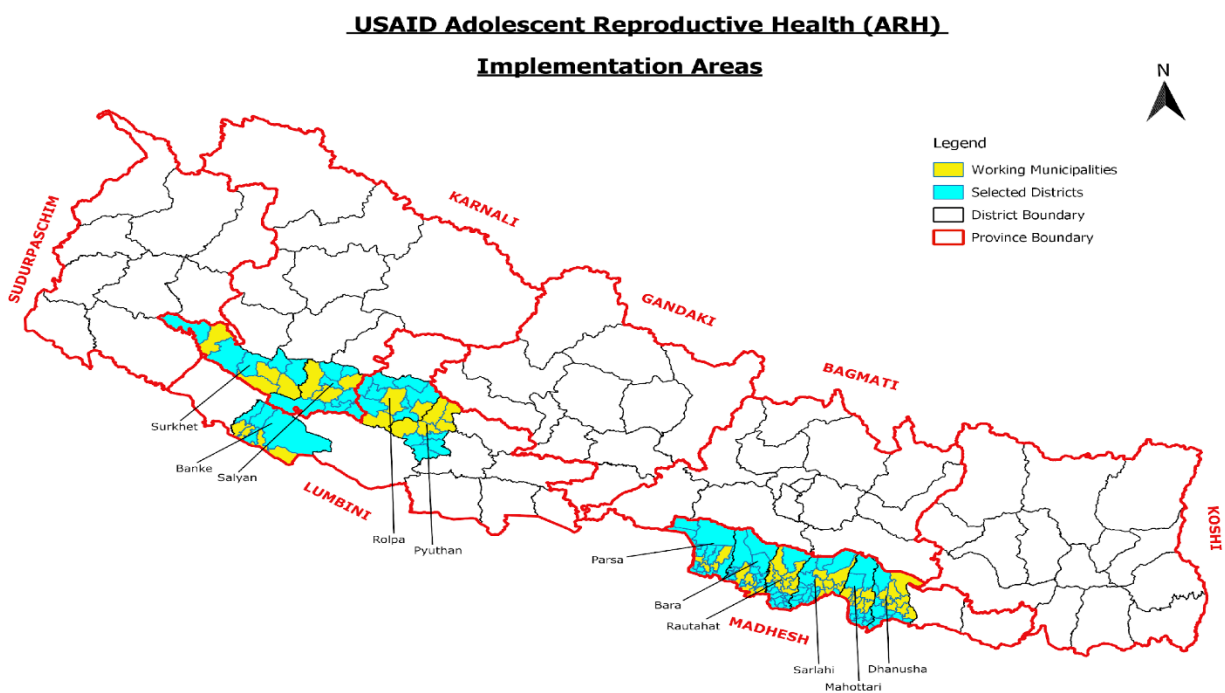 USAID Adolescent Reproductive Health (ARH)
Implementation Areas
N
Legend
Working Municipalities
Selected Districts
District Boundary
Province Boundary
SUDURPASCHIM
KARNALI
GANDAKI
BAGMATI
KOSHI
Surkhet
Banke
Salyan
LUMBINI
Rolpa
Pyuthan
Parsa
Bara
Rautahat
MADHESH
Sarlahi
Dhanusha
Mahottari